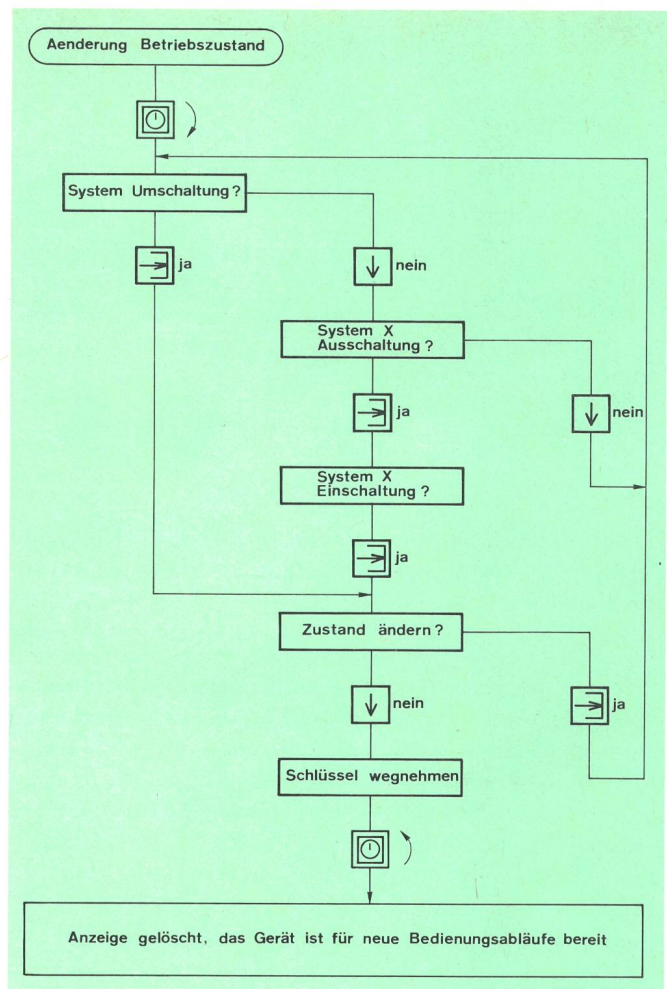 Aenderung Betriebszustand
System Umschaltung?
ja
nein
System X
Ausschaltung?
ja
nein
System X
Einschaltung?
ja
Zustand ändern?
nein
ja
Schlüssel wegnehmen
Anzeige gelöscht, das Gerät ist für neue Bedienungsabläufe bereit